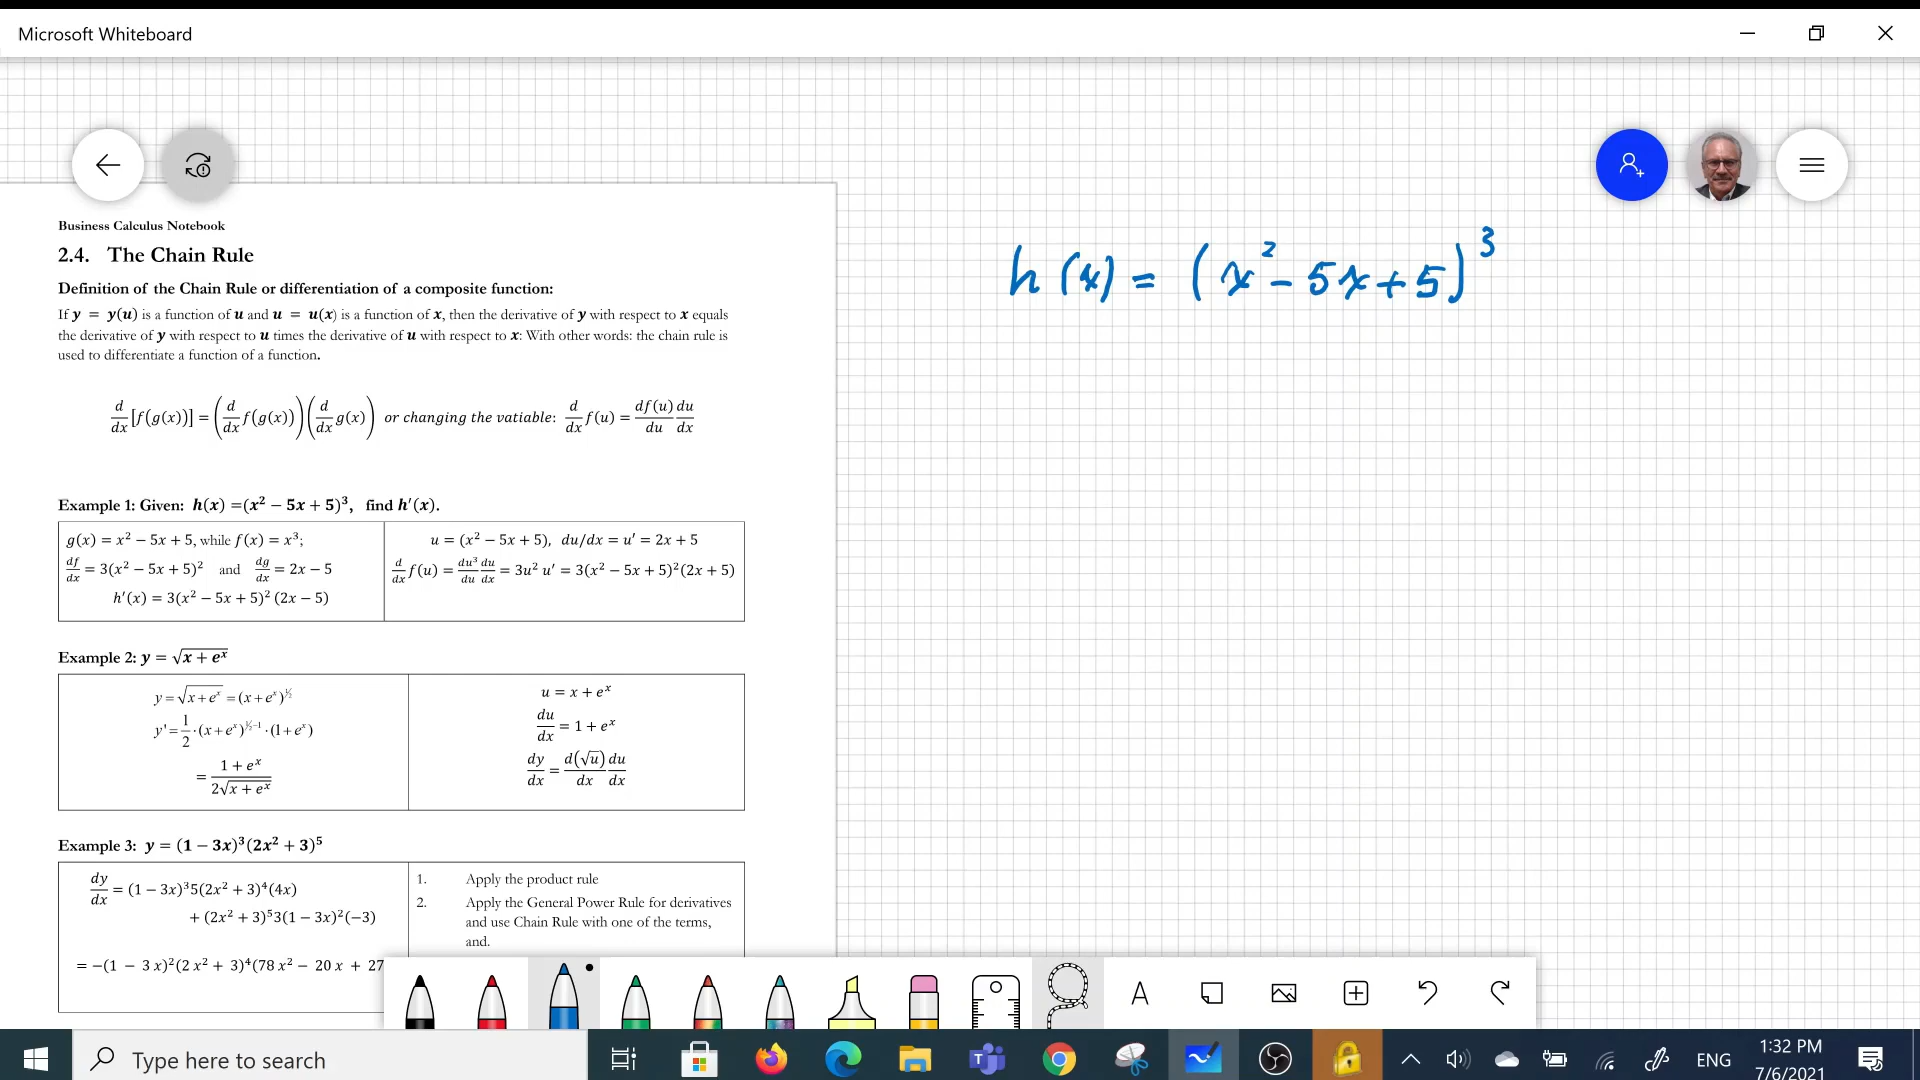 Microsoft Whiteboard
Business Calculus Notebook
2.4. The Chain Rule
Definition of the Chain Rule or differentiation of a composite function:
If y = y(u) is a function of u and u = u(x) is a function of x, then the derivative of y with respect to x equals
the derivative of y with respect to u times the derivative of u with respect to x: With other words: the chain rule is
used to differentiate a function of a function.
d/dx [f(g(x))] = (d/dx f(g(x))) (d/dx g(x)) or changing the vatiable: d/dx f(u) = df(u)/du du/dx
Example 1: Given: h(x) =(x² − 5x + 5)³, find h′(x).
g(x) = x² − 5x + 5, while f(x) = x³;
df/dx = 3(x² − 5x + 5)² and dg/dx = 2x − 5
h′(x) = 3(x² − 5x + 5)² (2x − 5)
u = (x² − 5x + 5), du/dx = u′ = 2x + 5
d/dx f(u) = du³/du du/dx = 3u² u′ = 3(x² − 5x + 5)²(2x + 5)
Example 2: y = √(x + eˣ)
y = √(x + eˣ) = (x + eˣ)^½
y' = 1/2 · (x + eˣ)^(½−1) · (1 + eˣ)
= (1 + eˣ)/(2√(x + eˣ))
u = x + eˣ
du/dx = 1 + eˣ
dy/dx = d(√u)/dx du/dx
Example 3: y = (1 − 3x)³(2x² + 3)⁵
dy/dx = (1 − 3x)³5(2x² + 3)⁴(4x)
+ (2x² + 3)⁵3(1 − 3x)²(−3)
= −(1 − 3 x)²(2 x² + 3)⁴(78 x² − 20 x + 27
1. Apply the product rule
2. Apply the General Power Rule for derivatives
and use Chain Rule with one of the terms,
and.
h(x) = (x² − 5x + 5)³
A
Type here to search
ENG
1:32 PM
7/6/2021